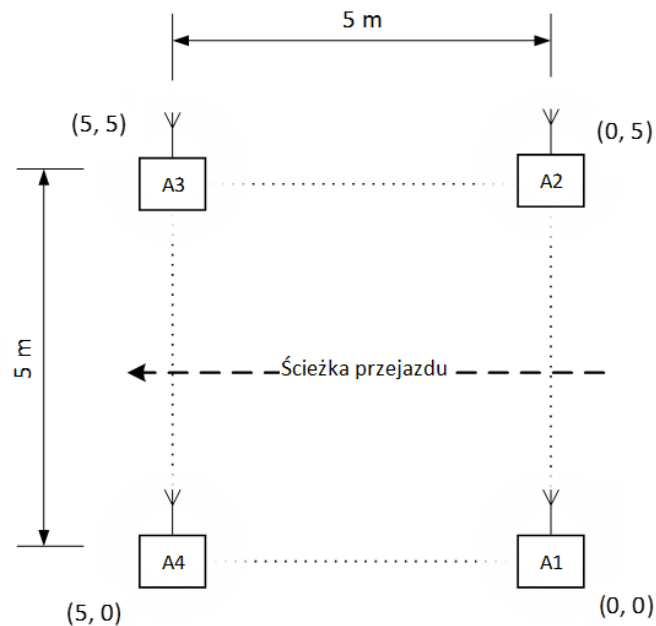 5 m
(5, 5)
(0, 5)
A3
A2
5 m
Ścieżka przejazdu
A4
A1
(5, 0)
(0, 0)